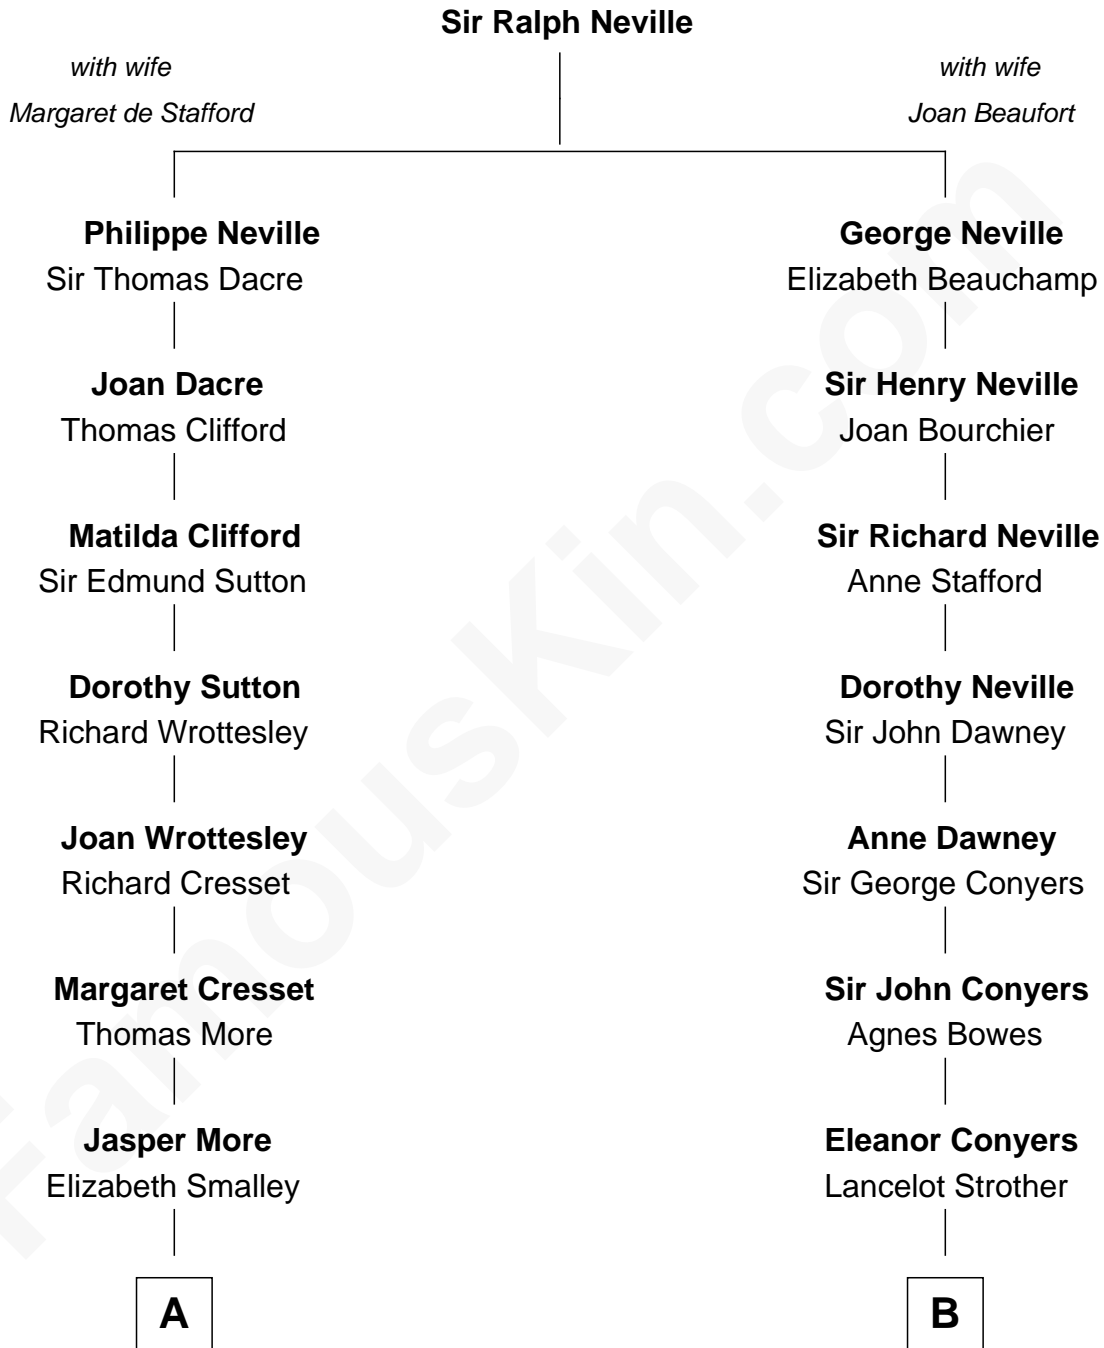 Sir Ralph Neville
with wife
Margaret de Stafford
with wife
Joan Beaufort
Philippe Neville
Sir Thomas Dacre
George Neville
Elizabeth Beauchamp
Joan Dacre
Thomas Clifford
Sir Henry Neville
Joan Bourchier
Matilda Clifford
Sir Edmund Sutton
Sir Richard Neville
Anne Stafford
Dorothy Sutton
Richard Wrottesley
Dorothy Neville
Sir John Dawney
Joan Wrottesley
Richard Cresset
Anne Dawney
Sir George Conyers
Margaret Cresset
Thomas More
Sir John Conyers
Agnes Bowes
Jasper More
Elizabeth Smalley
Eleanor Conyers
Lancelot Strother
A
B
FamousKin.com